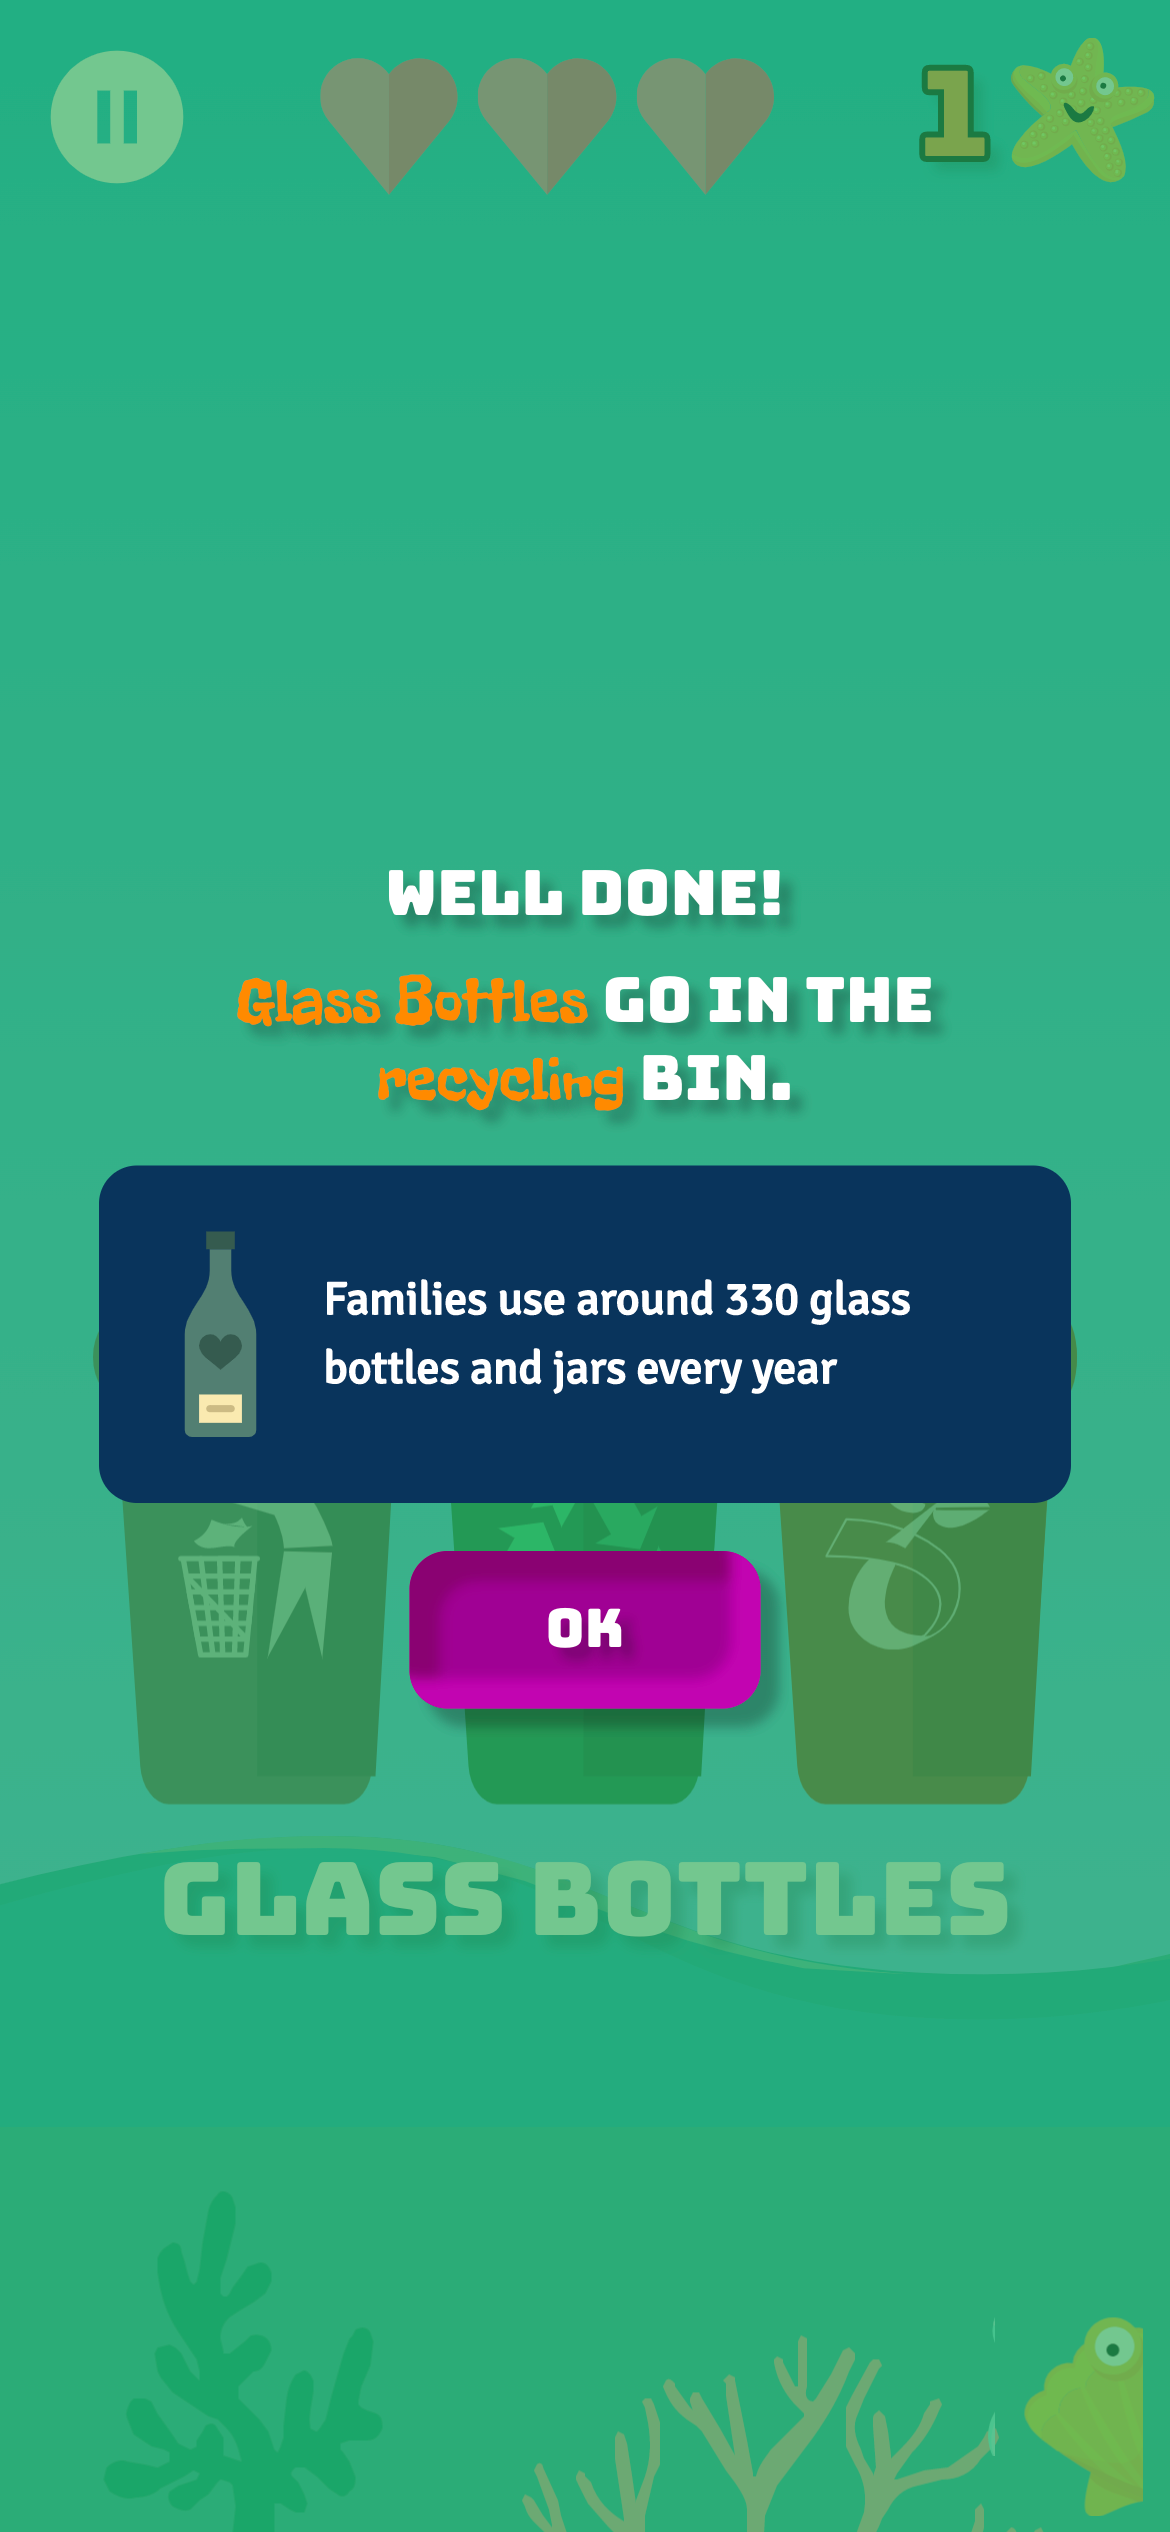 1
WELL DONE!
Glass Bottles GO IN THE
recycling BIN.
Families use around 330 glass
bottles and jars every year
OK
GLASS BOTTLES